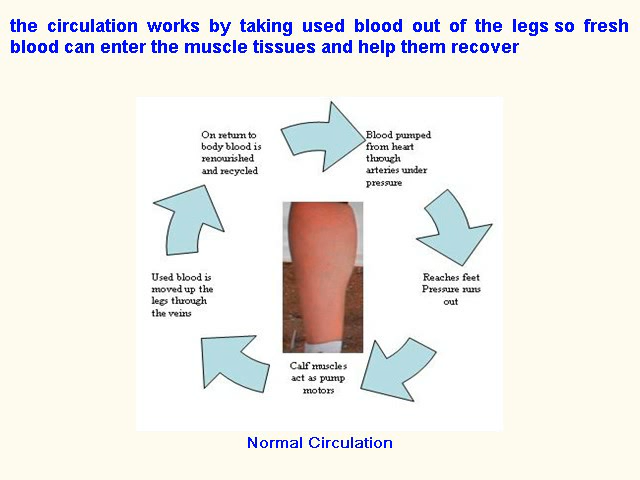 the circulation works by taking used blood out of the legs so fresh
blood can enter the muscle tissues and help them recover
On return to
body blood is
renourished
and recycled
Blood pumped
from heart
through
arteries under
pressure
Reaches feet
Pressure runs
out
Calf muscles
act as pump
motors
Used blood is
moved up the
legs through
the veins
Normal Circulation